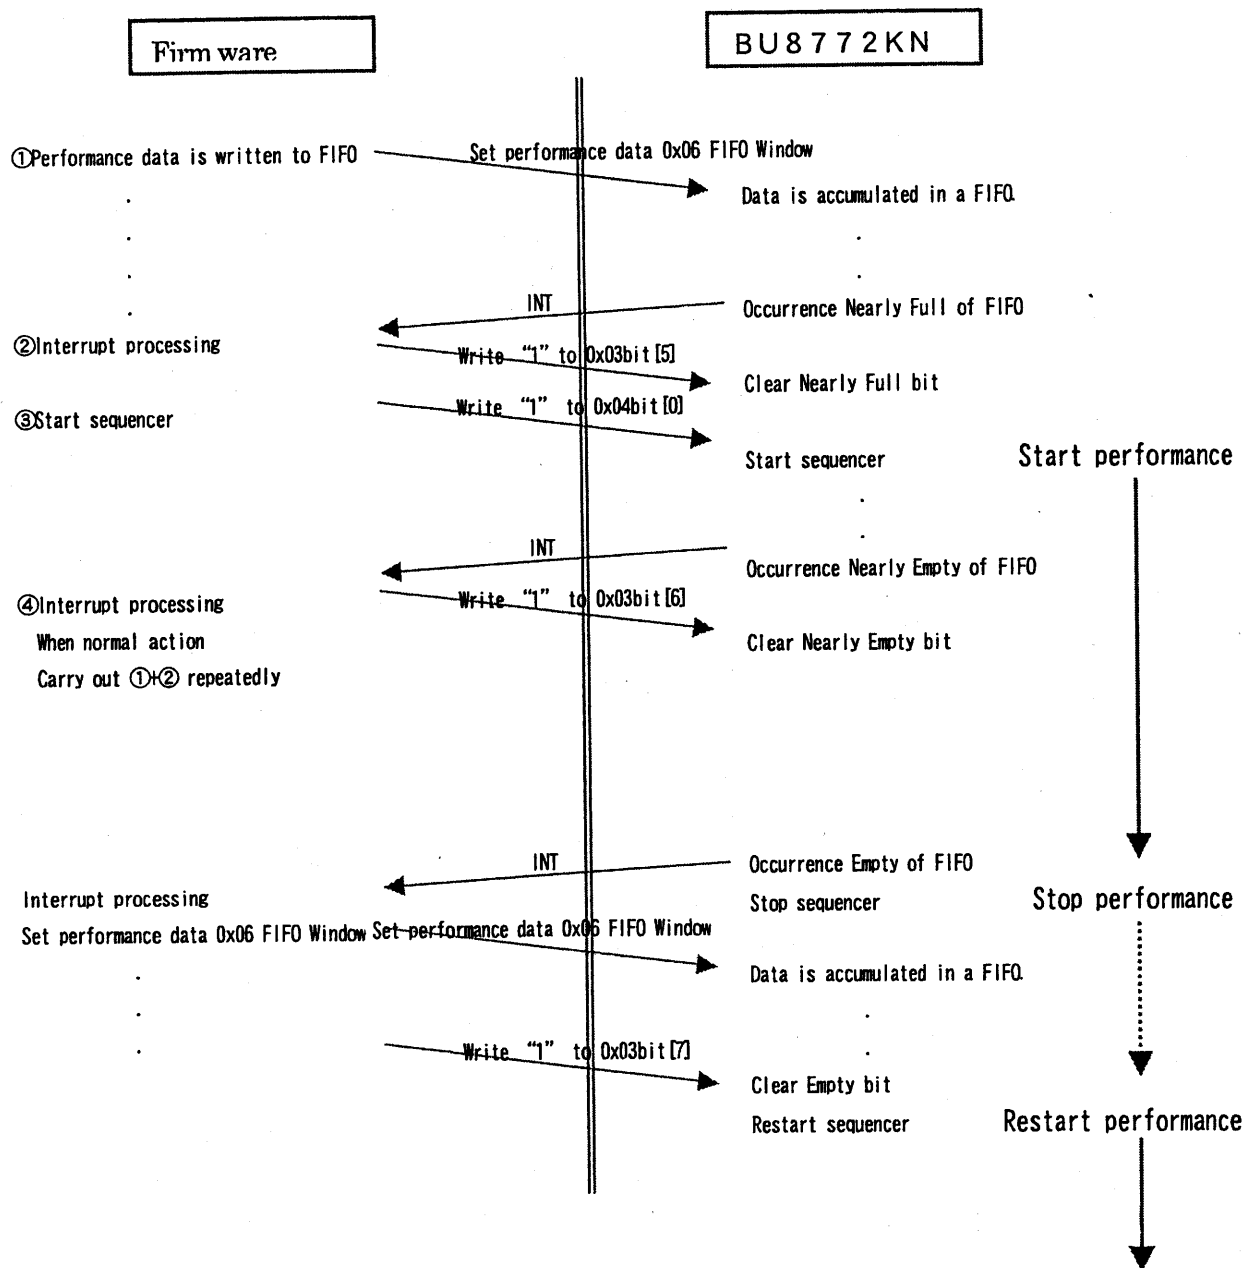 Firm ware
BU8772KN
①Performance data is written to FIFO
Set performance data 0x06 FIFO Window
Data is accumulated in a FIFO.
INT
Occurrence Nearly Full of FIFO
②Interrupt processing
Write “1” to 0x03bit[5]
Clear Nearly Full bit
③Start sequencer
Write “1” to 0x04bit[0]
Start sequencer
Start performance
INT
Occurrence Nearly Empty of FIFO
④Interrupt processing
Write “1” to 0x03bit[6]
When normal action
Clear Nearly Empty bit
Carry out ①+② repeatedly
INT
Occurrence Empty of FIFO
Interrupt processing
Stop sequencer
Stop performance
Set performance data 0x06 FIFO Window
Set performance data 0x06 FIFO Window
Data is accumulated in a FIFO.
Write “1” to 0x03bit[7]
Clear Empty bit
Restart sequencer
Restart performance